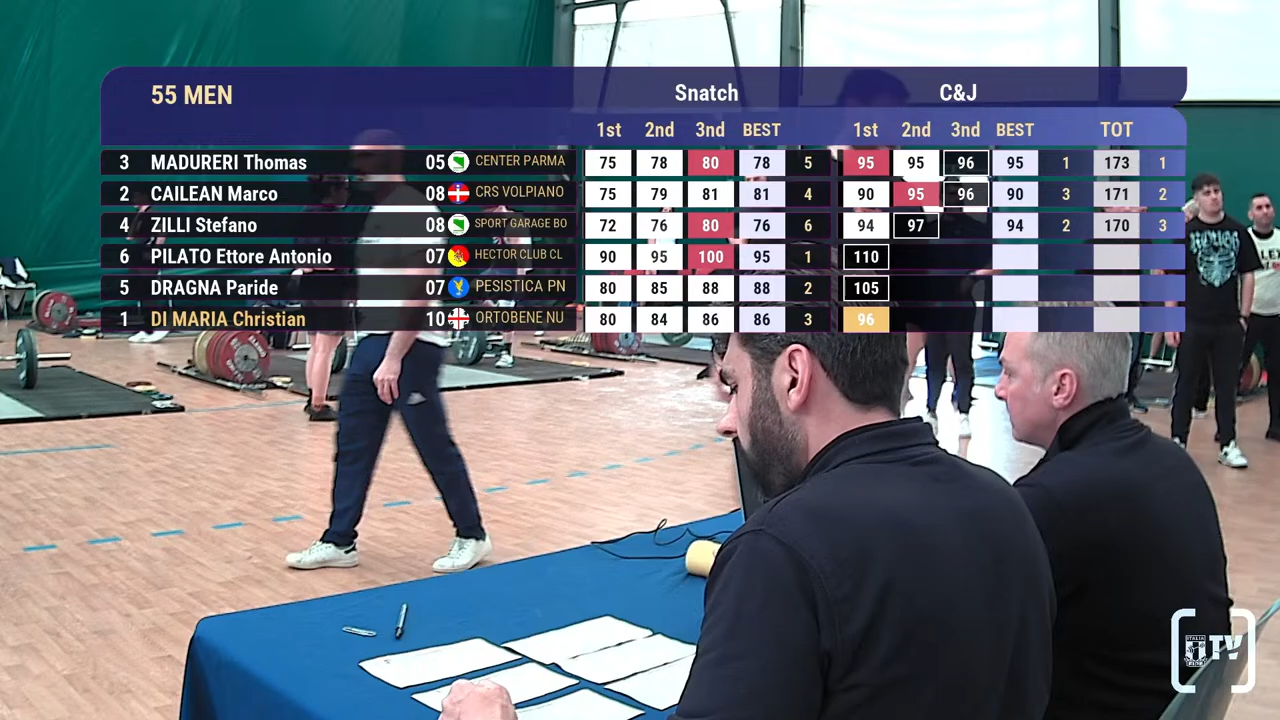 55 MEN Snatch C&J
1st 2nd 3nd BEST 1st 2nd 3nd BEST TOT
3 MADURERI Thomas 05 CENTER PARMA 75 78 80 78 5 95 95 96 95 1 173 1
2 CAILEAN Marco 08 CRS VOLPIANO 75 79 81 81 4 90 95 96 90 3 171 2
4 ZILLI Stefano 08 SPORT GARAGE BO 72 76 80 76 6 94 97 94 2 170 3
6 PILATO Ettore Antonio 07 HECTOR CLUB CL 90 95 100 95 1 110
5 DRAGNA Paride 07 PESISTICA PN 80 85 88 88 2 105
1 DI MARIA Christian 10 ORTOBENE NU 80 84 86 86 3 96
ITALIA TV